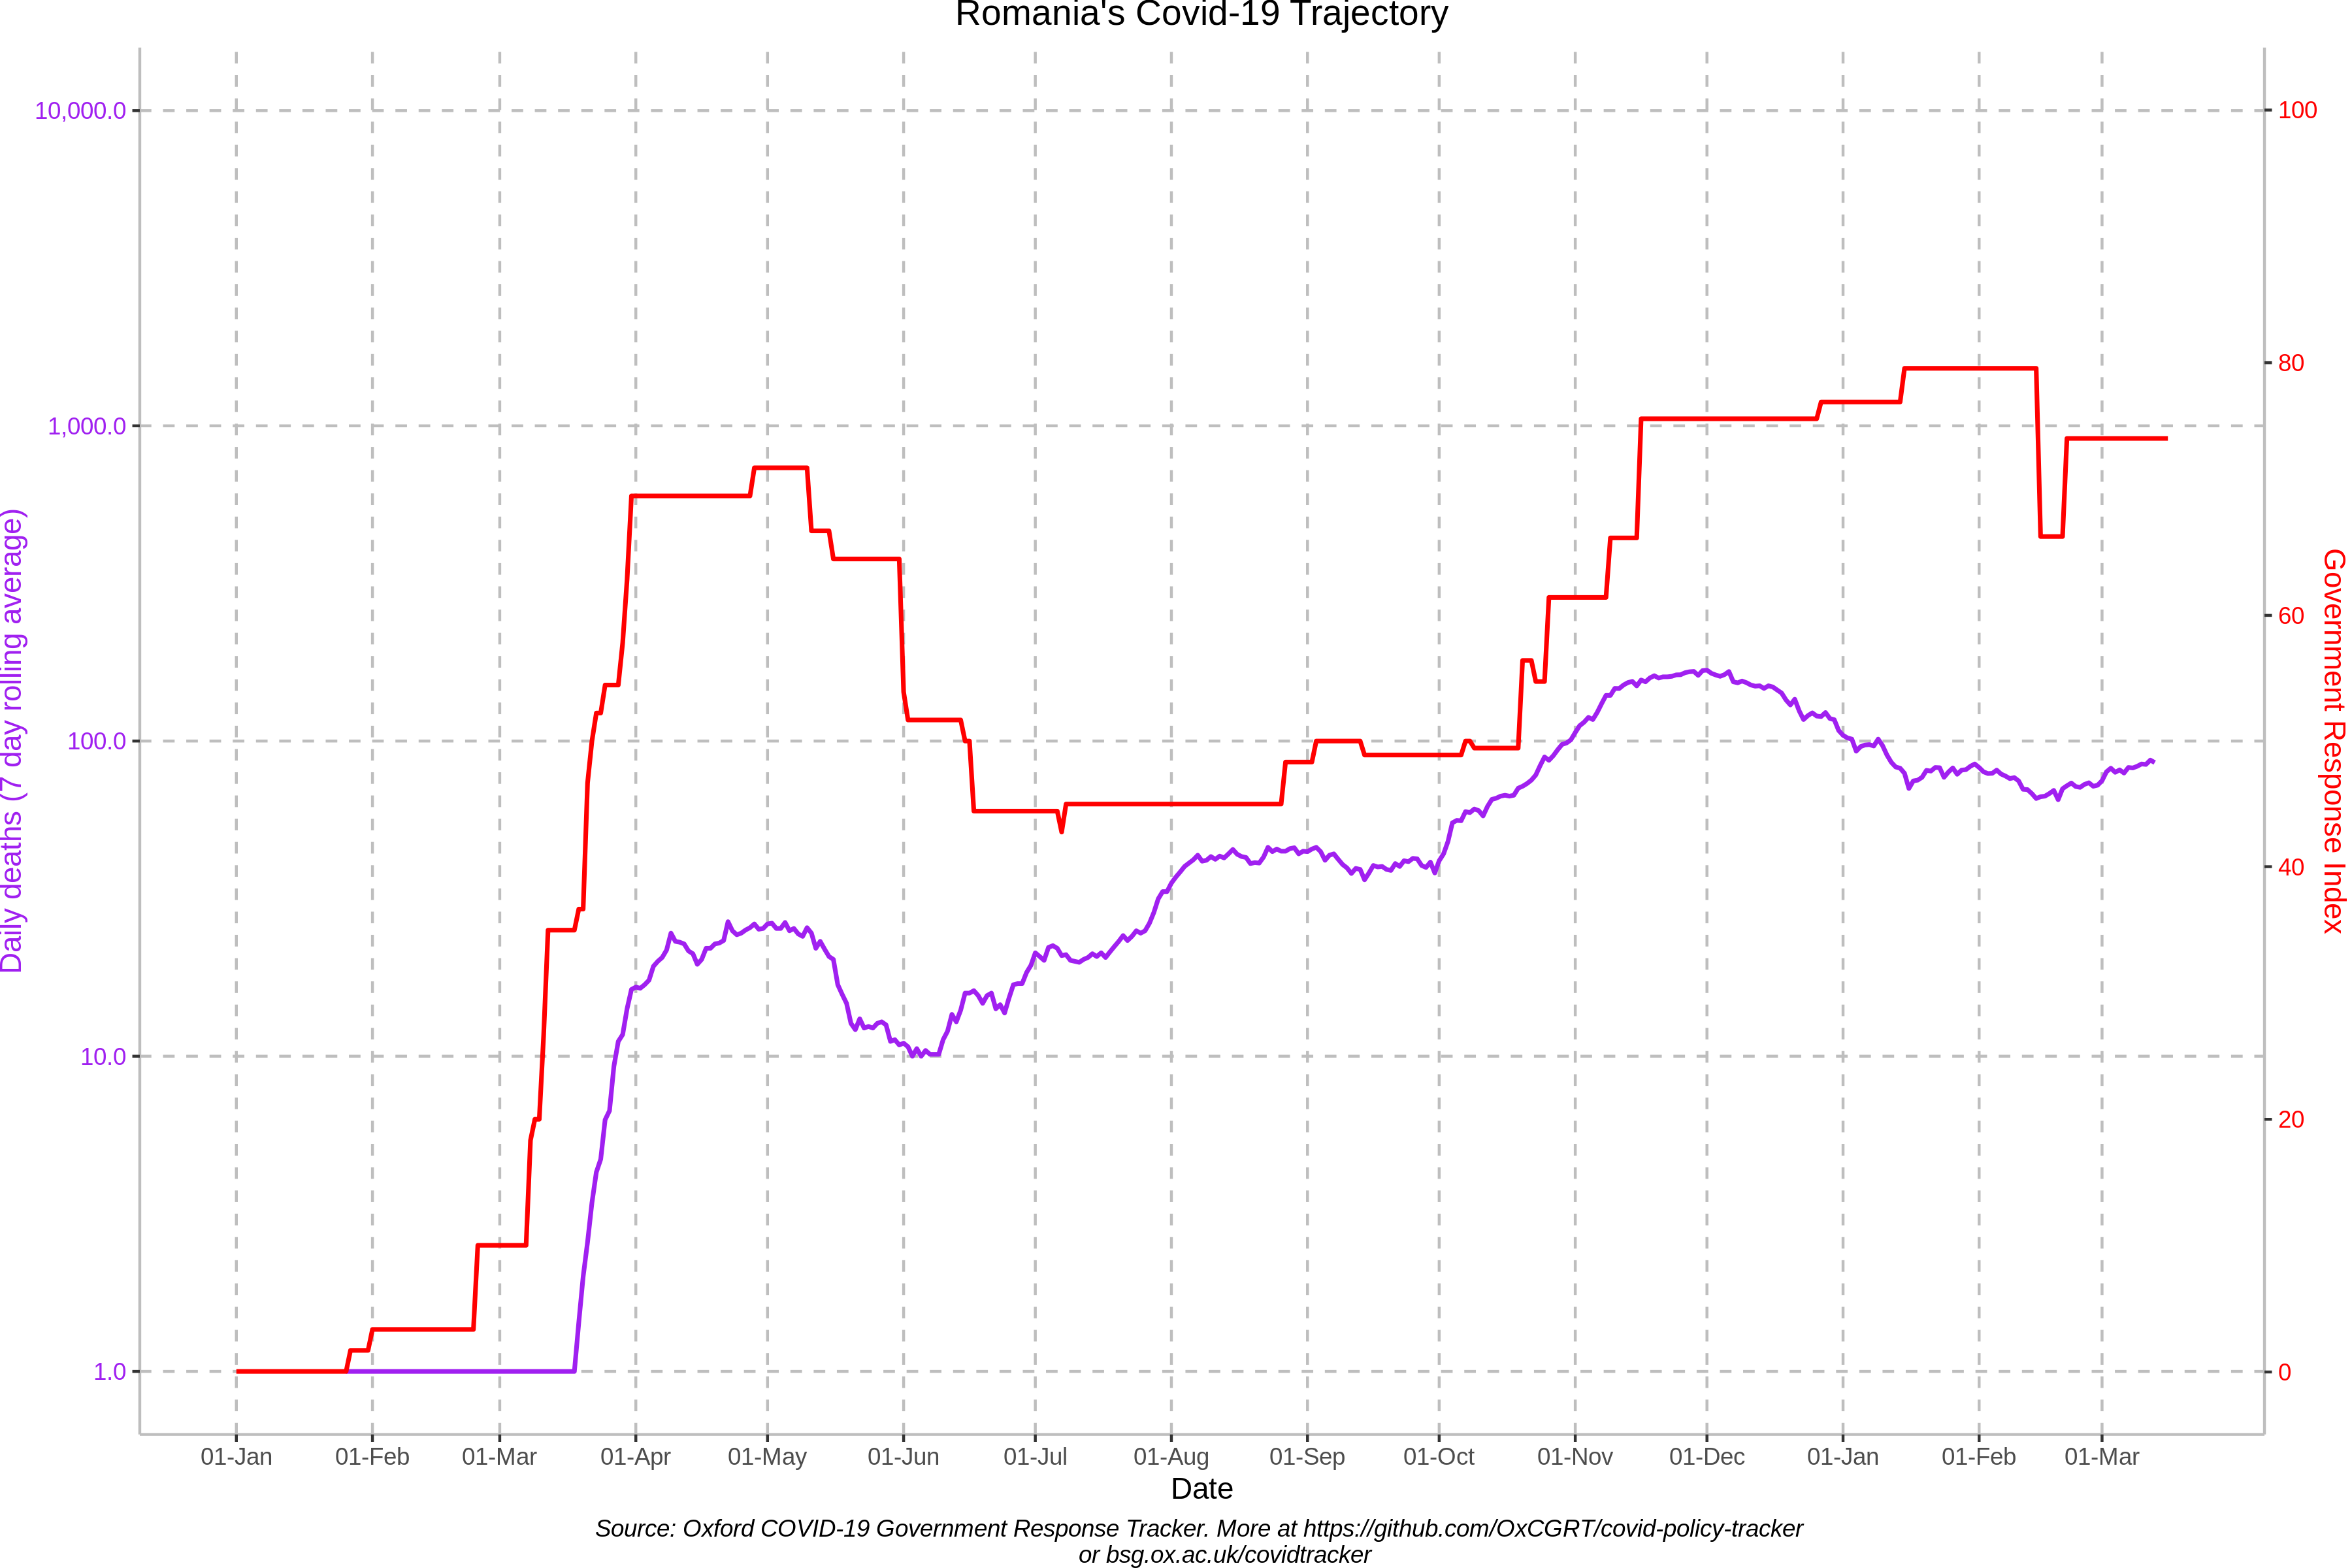 Romania's Covid-19 Trajectory
10,000.0
1,000.0
100.0
10.0
1.0
Daily deaths (7 day rolling average)
100
80
60
40
20
0
Government Response Index
01-Jan 01-Feb 01-Mar 01-Apr 01-May 01-Jun 01-Jul 01-Aug 01-Sep 01-Oct 01-Nov 01-Dec 01-Jan 01-Feb 01-Mar
Date
Source: Oxford COVID-19 Government Response Tracker. More at https://github.com/OxCGRT/covid-policy-tracker
or bsg.ox.ac.uk/covidtracker